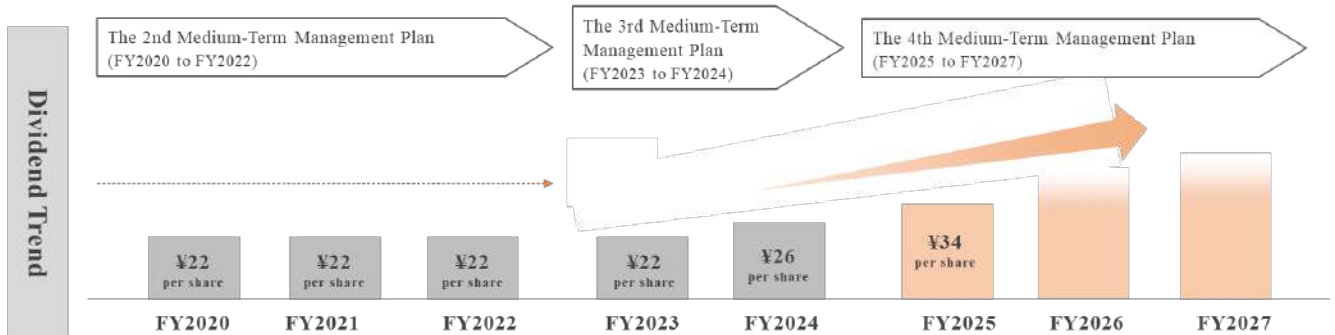 Dividend Trend
The 2nd Medium-Term Management Plan
(FY2020 to FY2022)
The 3rd Medium-Term
Management Plan
(FY2023 to FY2024)
The 4th Medium-Term Management Plan
(FY2025 to FY2027)
¥22
per share
¥22
per share
¥22
per share
¥22
per share
¥26
per share
¥34
per share
FY2020
FY2021
FY2022
FY2023
FY2024
FY2025
FY2026
FY2027